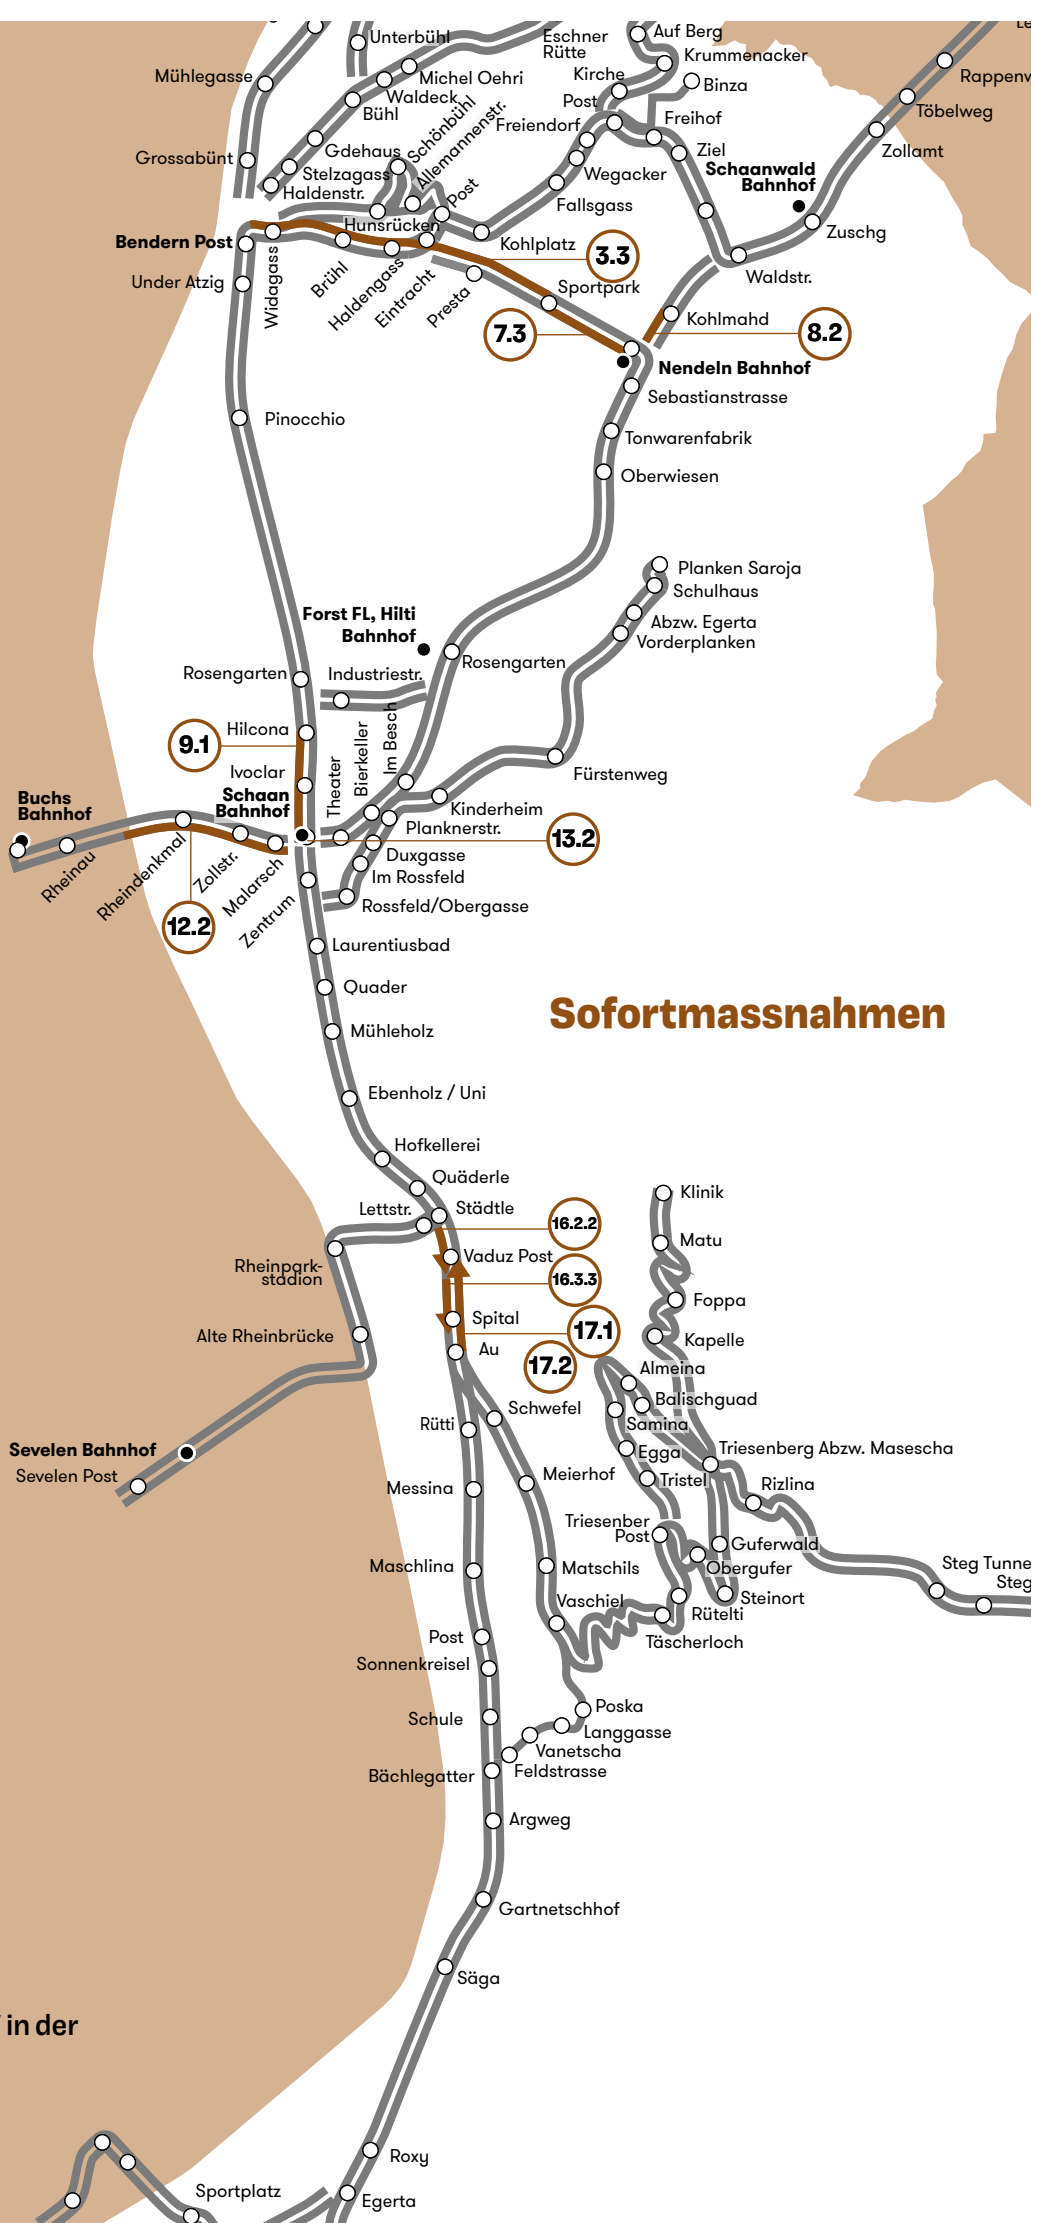 Unterbühl
Eschner
Rütte
Auf Berg
Krummenacker
Mühlegasse
Michel Oehri
Kirche
Binza
Rappenw
Waldeck
Post
Bühl
Töbelweg
Schönbühl
Allemannenstr.
Freiendorf
Freihof
Gdehaus
Ziel
Zollamt
Grossabünt
Stelzagass
Wegacker
Schaanwald
Bahnhof
Haldenstr.
Post
Fallsgass
Hunsrücken
Zuschg
Bendern Post
Kohlplatz
3.3
Waldstr.
Under Atzig
Widagass
Brühl
Haldengass
Eintracht
Presta
Sportpark
7.3
Kohlmahd
8.2
Nendeln Bahnhof
Sebastianstrasse
Pinocchio
Tonwarenfabrik
Oberwiesen
Planken Saroja
Schulhaus
Forst FL, Hilti
Bahnhof
Abzw. Egerta
Vorderplanken
Rosengarten
Rosengarten
Industriestr.
9.1
Hilcona
Im Besch
Bierkeller
Theater
Ivoclar
Fürstenweg
Buchs
Bahnhof
Schaan
Bahnhof
Kinderheim
Planknerstr.
13.2
Rheinau
Rheindenkmal
Zollstr.
Malarsch
Zentrum
Duxgasse
Im Rossfeld
Rossfeld/Obergasse
12.2
Laurentiusbad
Quader
Sofortmassnahmen
Mühleholz
Ebenholz / Uni
Hofkellerei
Quäderle
Klinik
Lettstr.
Städtle
16.2.2
Matu
Rheinpark-
stadion
Vaduz Post
16.3.3
Foppa
Spital
17.1
Alte Rheinbrücke
Kapelle
Au
17.2
Almeina
Balischguad
Schwefel
Rütti
Samina
Sevelen Bahnhof
Egga
Triesenberg Abzw. Masescha
Sevelen Post
Meierhof
Tristel
Rizlina
Messina
Triesenber
Post
Guferwald
Maschlina
Matschils
Obergufer
Steg Tunne
Steg
Vaschiel
Steinort
Rütelti
Post
Täscherloch
Sonnenkreisel
Poska
Schule
Langgasse
Vanetscha
Bächlegatter
Feldstrasse
Argweg
Gartnetschhof
Säga
in der
Roxy
Sportplatz
Egerta